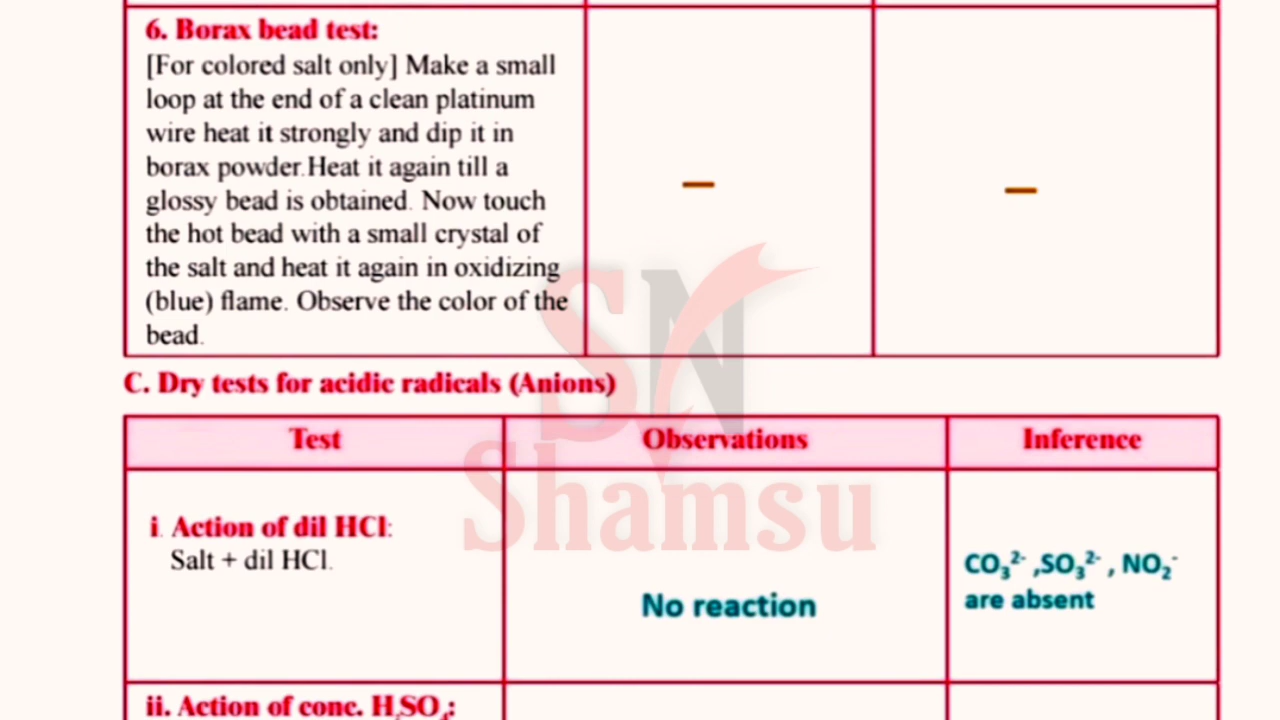 6. Borax bead test:
[For colored salt only] Make a small
loop at the end of a clean platinum
wire heat it strongly and dip it in
borax powder.Heat it again till a
glossy bead is obtained. Now touch
the hot bead with a small crystal of
the salt and heat it again in oxidizing
(blue) flame. Observe the color of the
bead.
–
–
C. Dry tests for acidic radicals (Anions)
Test
Observations
Inference
i. Action of dil HCl:
Salt + dil HCl.
No reaction
CO₃²⁻ ,SO₃²⁻ , NO₂⁻
are absent
ii. Action of conc. H₂SO₄:
SN
Shamsu